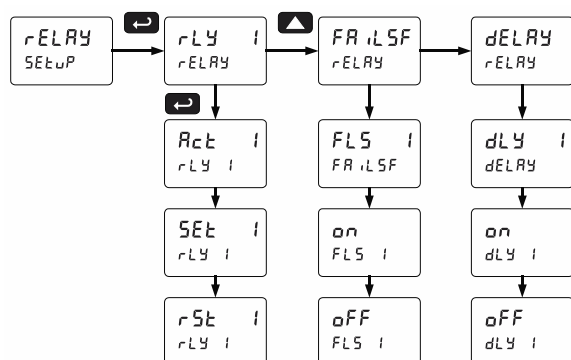 rELAY
SEtuP
rLY 1
rELAY
FAiLSF
rELAY
dELAY
rELAY
Act 1
rLY 1
FLS 1
FAiLSF
dLY 1
dELAY
SEt 1
rLY 1
on
FLS 1
on
dLY 1
rSt 1
rLY 1
oFF
FLS 1
oFF
dLY 1